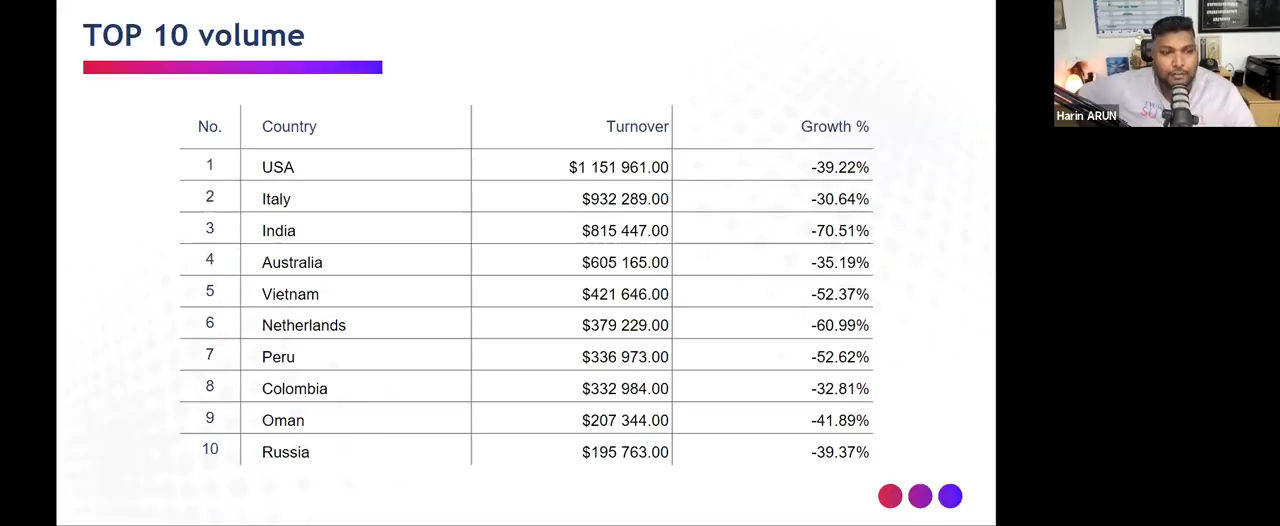 TOP 10 volume
No. Country Turnover Growth %
1 USA $1 151 961.00 -39.22%
2 Italy $932 289.00 -30.64%
3 India $815 447.00 -70.51%
4 Australia $605 165.00 -35.19%
5 Vietnam $421 646.00 -52.37%
6 Netherlands $379 229.00 -60.99%
7 Peru $336 973.00 -52.62%
8 Colombia $332 984.00 -32.81%
9 Oman $207 344.00 -41.89%
10 Russia $195 763.00 -39.37%
Harin ARUN